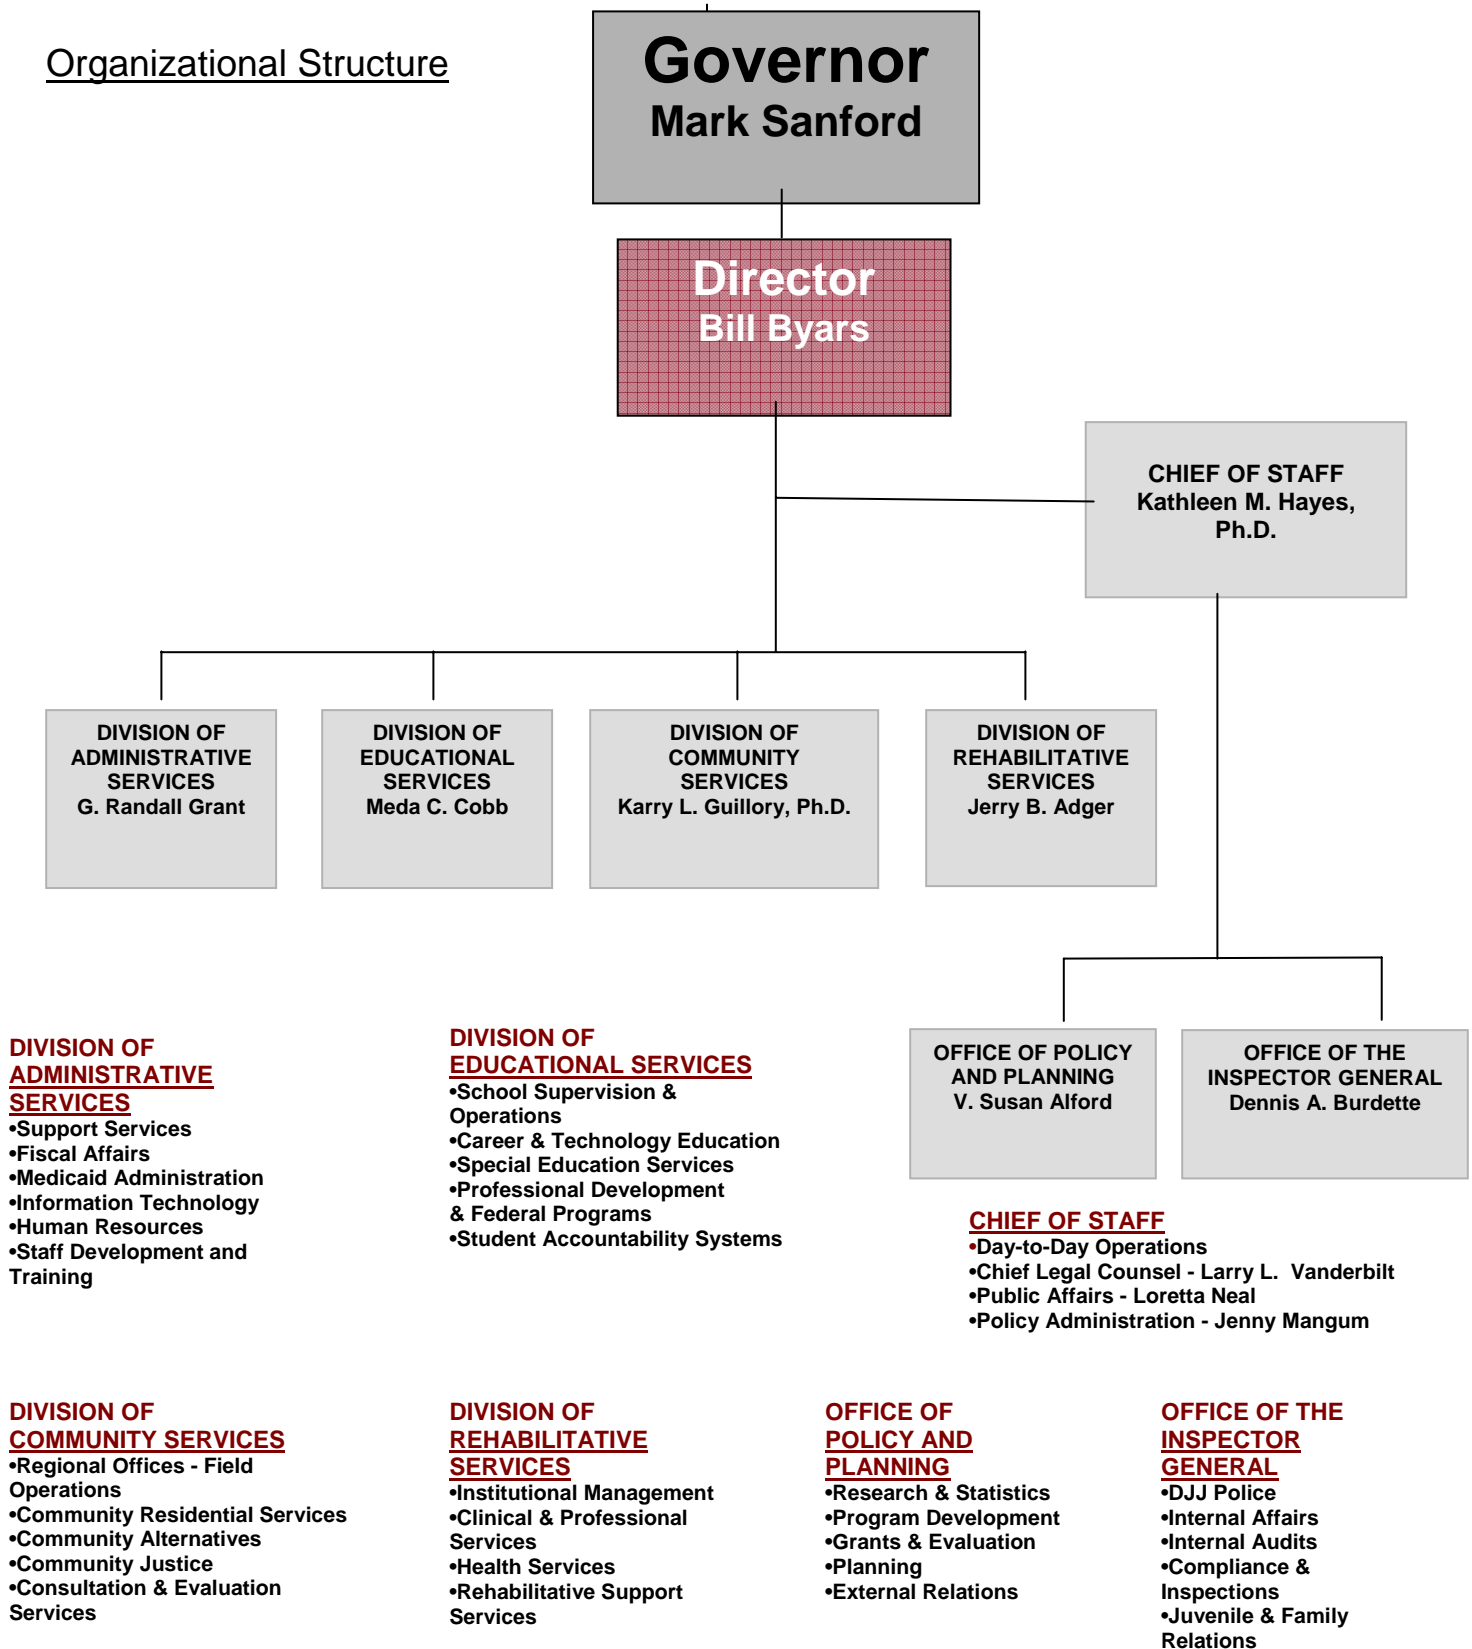 Organizational Structure
Governor
Mark Sanford
Director
Bill Byars
CHIEF OF STAFF
Kathleen M. Hayes,
Ph.D.
DIVISION OF
ADMINISTRATIVE
SERVICES
G. Randall Grant
DIVISION OF
EDUCATIONAL
SERVICES
Meda C. Cobb
DIVISION OF
COMMUNITY
SERVICES
Karry L. Guillory, Ph.D.
DIVISION OF
REHABILITATIVE
SERVICES
Jerry B. Adger
OFFICE OF POLICY
AND PLANNING
V. Susan Alford
OFFICE OF THE
INSPECTOR GENERAL
Dennis A. Burdette
DIVISION OF
ADMINISTRATIVE
SERVICES
•Support Services
•Fiscal Affairs
•Medicaid Administration
•Information Technology
•Human Resources
•Staff Development and
Training
DIVISION OF
EDUCATIONAL SERVICES
•School Supervision &
Operations
•Career & Technology Education
•Special Education Services
•Professional Development
& Federal Programs
•Student Accountability Systems
CHIEF OF STAFF
•Day-to-Day Operations
•Chief Legal Counsel - Larry L. Vanderbilt
•Public Affairs - Loretta Neal
•Policy Administration - Jenny Mangum
DIVISION OF
COMMUNITY SERVICES
•Regional Offices - Field
Operations
•Community Residential Services
•Community Alternatives
•Community Justice
•Consultation & Evaluation
Services
DIVISION OF
REHABILITATIVE
SERVICES
•Institutional Management
•Clinical & Professional
Services
•Health Services
•Rehabilitative Support
Services
OFFICE OF
POLICY AND
PLANNING
•Research & Statistics
•Program Development
•Grants & Evaluation
•Planning
•External Relations
OFFICE OF THE
INSPECTOR
GENERAL
•DJJ Police
•Internal Affairs
•Internal Audits
•Compliance &
Inspections
•Juvenile & Family
Relations